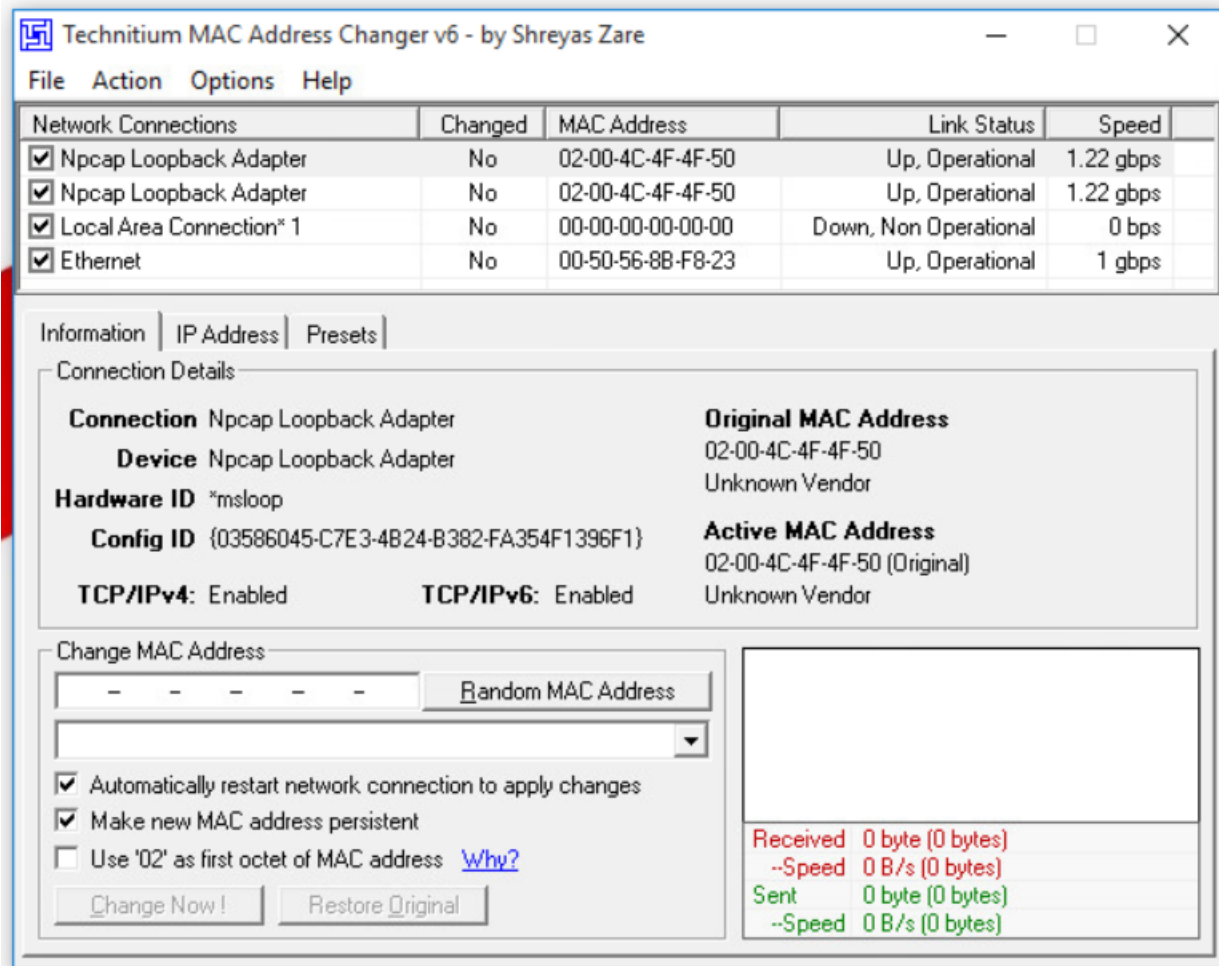 Technitium MAC Address Changer v6 - by Shreyas Zare
File Action Options Help
Network Connections Changed MAC Address Link Status Speed
Npcap Loopback Adapter No 02-00-4C-4F-4F-50 Up, Operational 1.22 gbps
Npcap Loopback Adapter No 02-00-4C-4F-4F-50 Up, Operational 1.22 gbps
Local Area Connection* 1 No 00-00-00-00-00-00 Down, Non Operational 0 bps
Ethernet No 00-50-56-8B-F8-23 Up, Operational 1 gbps
Information IP Address Presets
Connection Details
Connection Npcap Loopback Adapter
Device Npcap Loopback Adapter
Hardware ID *msloop
Config ID {03586045-C7E3-4B24-B382-FA354F1396F1}
TCP/IPv4: Enabled TCP/IPv6: Enabled
Original MAC Address
02-00-4C-4F-4F-50
Unknown Vendor
Active MAC Address
02-00-4C-4F-4F-50 (Original)
Unknown Vendor
Change MAC Address
- - - - - Random MAC Address
Automatically restart network connection to apply changes
Make new MAC address persistent
Use '02' as first octet of MAC address Why?
Change Now ! Restore Original
Received 0 byte (0 bytes)
--Speed 0 B/s (0 bytes)
Sent 0 byte (0 bytes)
--Speed 0 B/s (0 bytes)